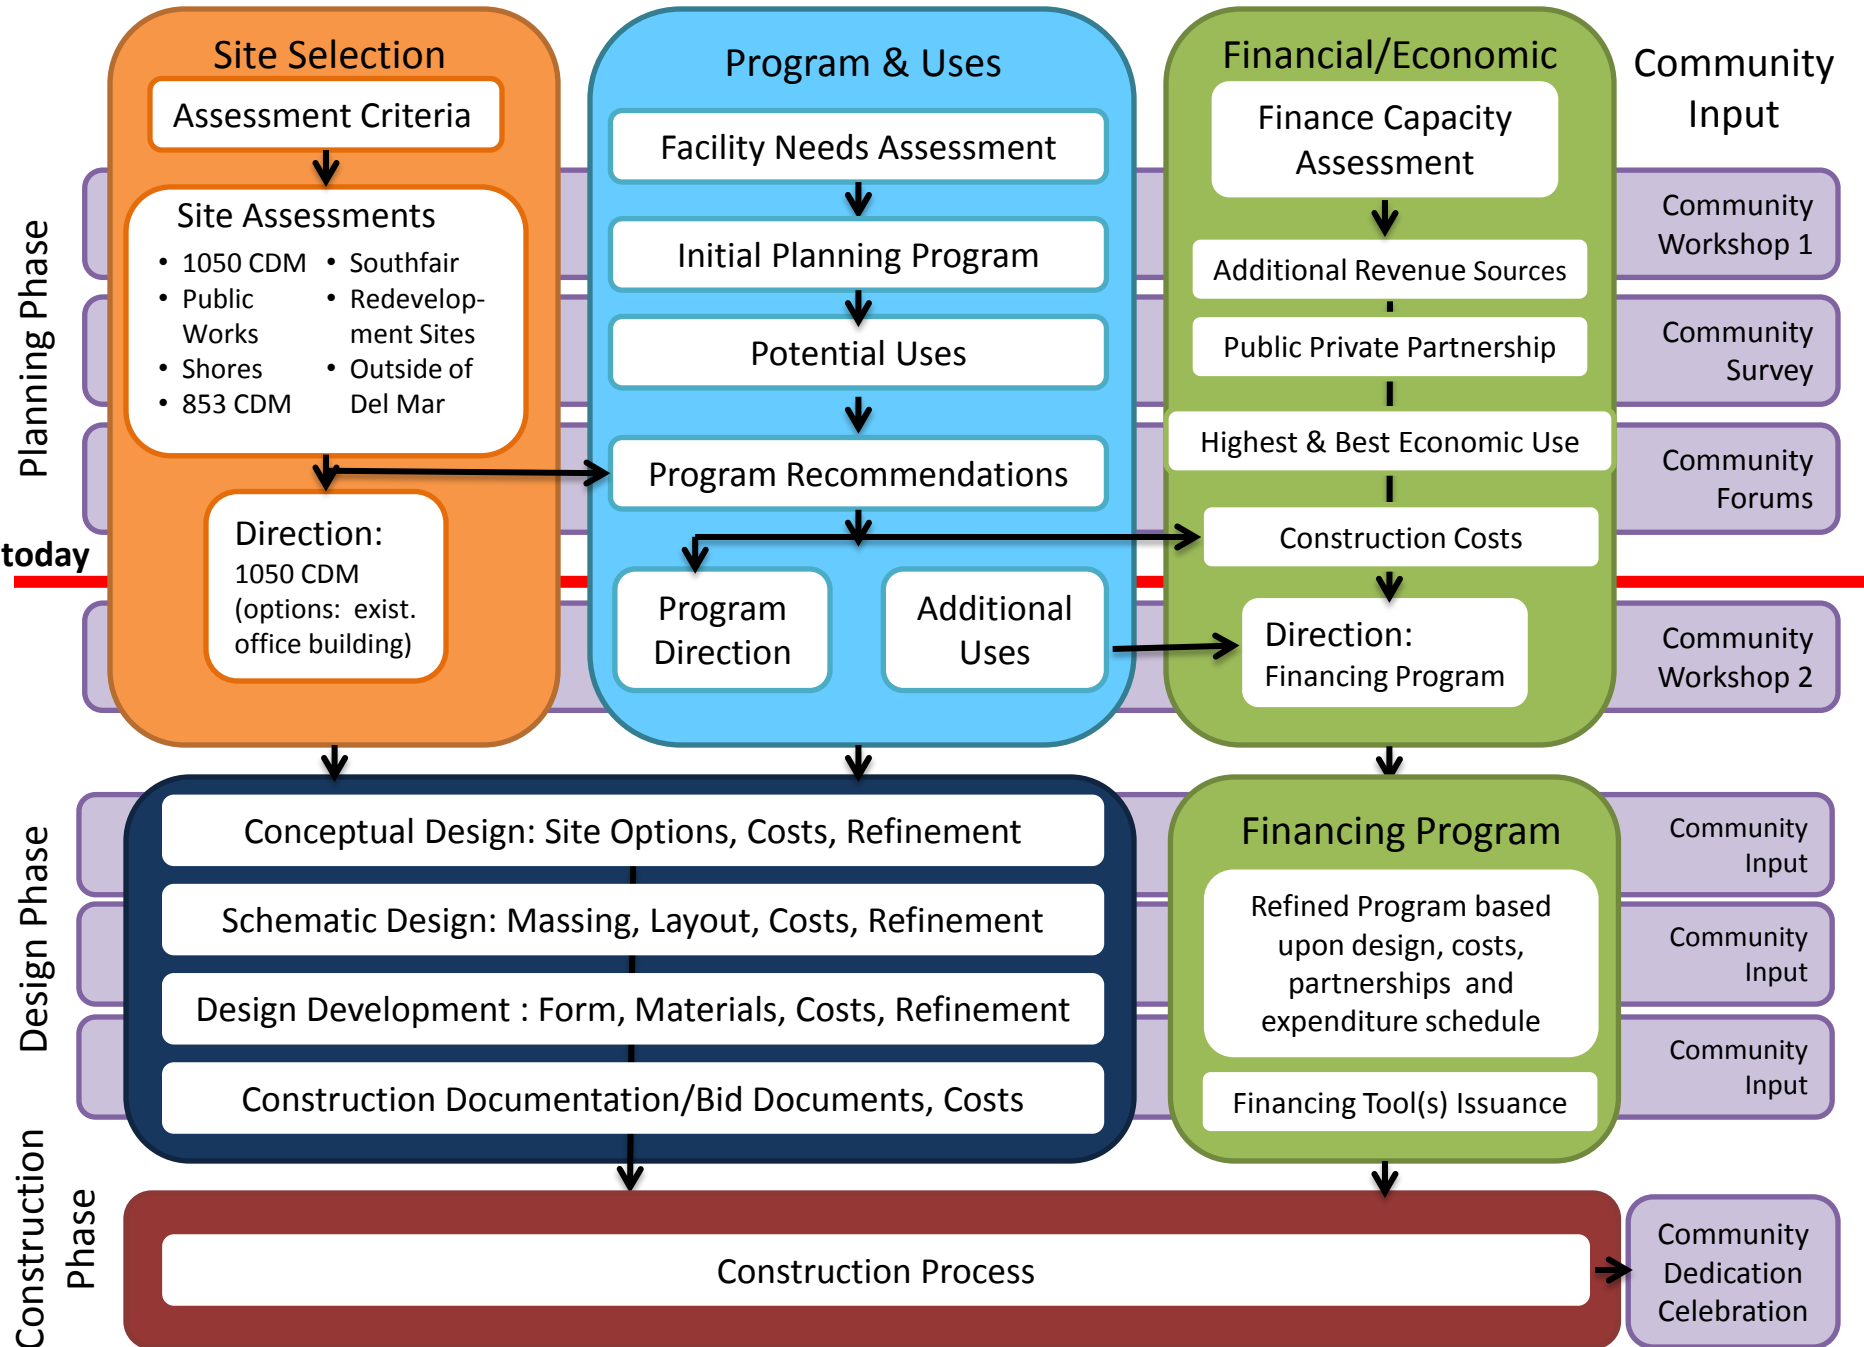 Site Selection
Assessment Criteria
Site Assessments
• 1050 CDM
• Public
Works
• Shores
• 853 CDM
• Southfair
• Redevelop-
ment Sites
• Outside of
Del Mar
Direction:
1050 CDM
(options:  exist.
office building)
Program & Uses
Facility Needs Assessment
Initial Planning Program
Potential Uses
Program Recommendations
Program
Direction
Additional
Uses
Financial/Economic
Finance Capacity
Assessment
Additional Revenue Sources
Public Private Partnership
Highest & Best Economic Use
Construction Costs
Direction:
Financing Program
Community
Input
Community
Workshop 1
Community
Survey
Community
Forums
Community
Workshop 2
Planning Phase
today
Design Phase
Conceptual Design: Site Options, Costs, Refinement
Schematic Design: Massing, Layout, Costs, Refinement
Design Development : Form, Materials, Costs, Refinement
Construction Documentation/Bid Documents, Costs
Financing Program
Refined Program based
upon design, costs,
partnerships  and
expenditure schedule
Financing Tool(s) Issuance
Community
Input
Community
Input
Community
Input
Construction
Phase
Construction Process
Community
Dedication
Celebration